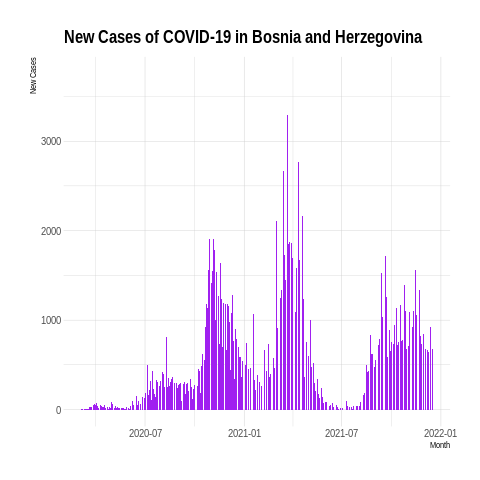 New Cases of COVID-19 in Bosnia and Herzegovina
New Cases
3000
2000
1000
0
2020-07
2021-01
2021-07
2022-01
Month